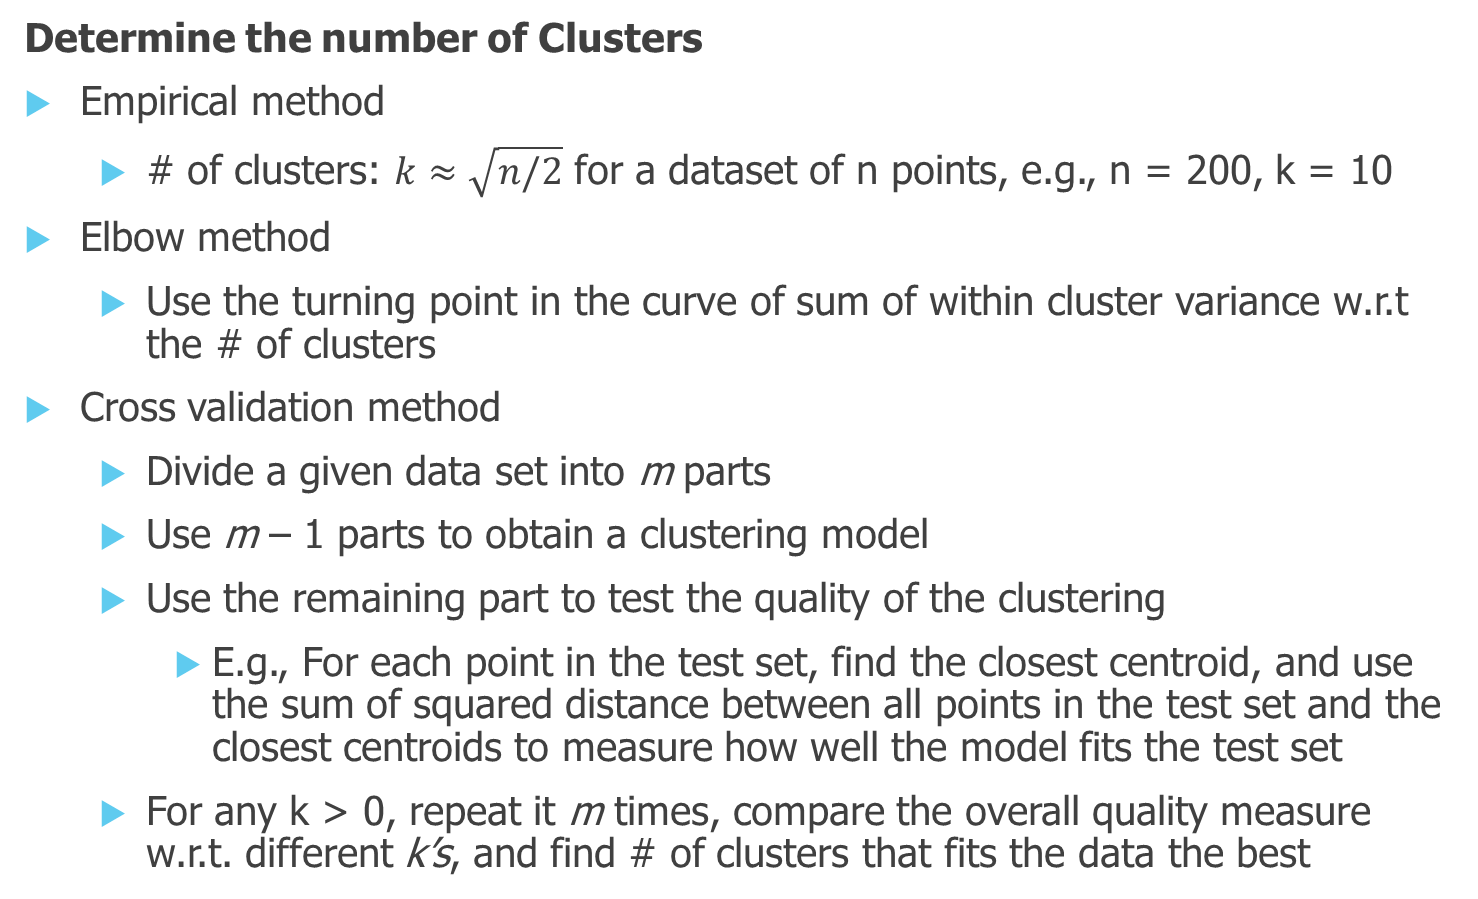 Determine the number of Clusters
Empirical method
# of clusters: k ≈ √n/2 for a dataset of n points, e.g., n = 200, k = 10
Elbow method
Use the turning point in the curve of sum of within cluster variance w.r.t
the # of clusters
Cross validation method
Divide a given data set into m parts
Use m – 1 parts to obtain a clustering model
Use the remaining part to test the quality of the clustering
E.g., For each point in the test set, find the closest centroid, and use
the sum of squared distance between all points in the test set and the
closest centroids to measure how well the model fits the test set
For any k > 0, repeat it m times, compare the overall quality measure
w.r.t. different k’s, and find # of clusters that fits the data the best